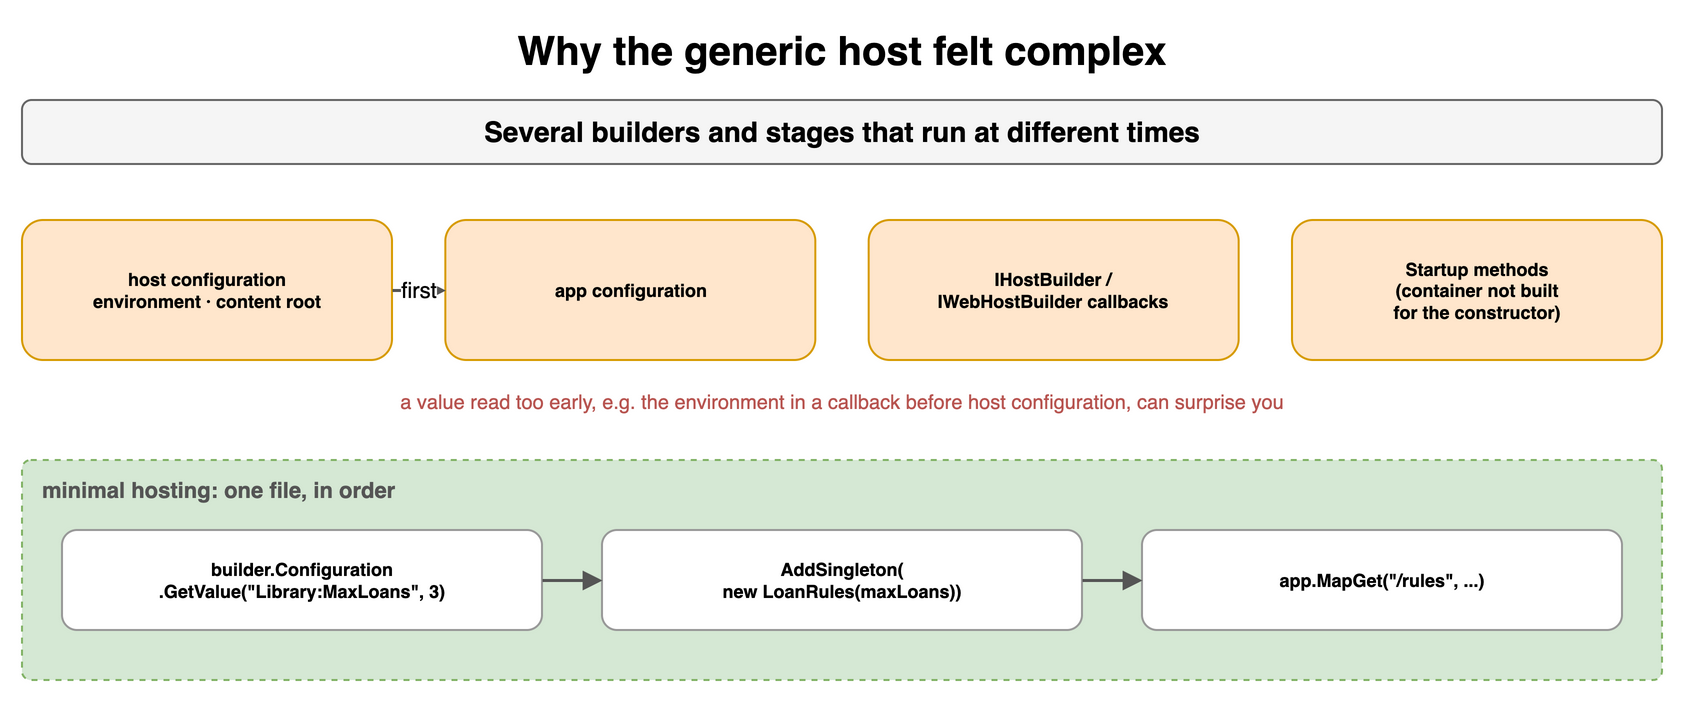 Why the generic host felt complex
Several builders and stages that run at different times
host configuration
environment · content root
first
app configuration
IHostBuilder /
IWebHostBuilder callbacks
Startup methods
(container not built
for the constructor)
a value read too early, e.g. the environment in a callback before host configuration, can surprise you
minimal hosting: one file, in order
builder.Configuration
.GetValue("Library:MaxLoans", 3)
AddSingleton(
new LoanRules(maxLoans))
app.MapGet("/rules", ...)